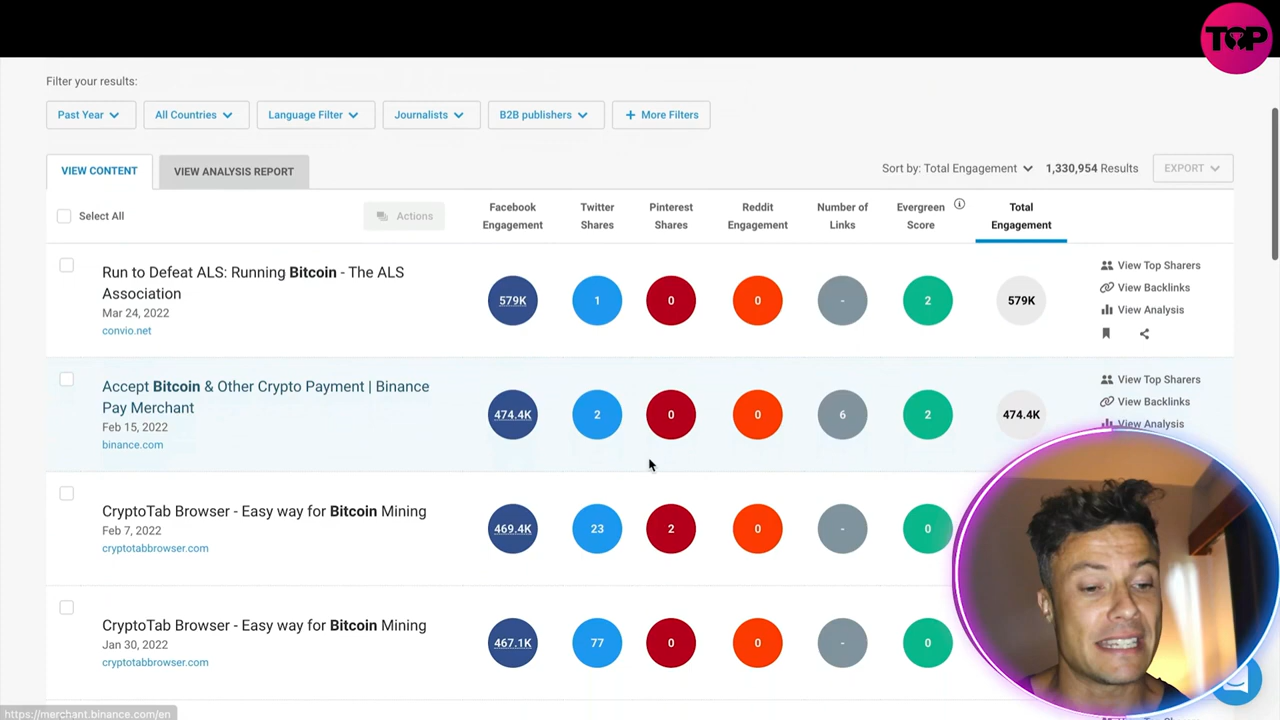 TOP
Filter your results:
Past Year
All Countries
Language Filter
Journalists
B2B publishers
+ More Filters
VIEW CONTENT
VIEW ANALYSIS REPORT
Sort by: Total Engagement
1,330,954 Results
EXPORT
Select All
Actions
Facebook
Engagement
Twitter
Shares
Pinterest
Shares
Reddit
Engagement
Number of
Links
Evergreen
Score
Total
Engagement
Run to Defeat ALS: Running Bitcoin - The ALS
Association
Mar 24, 2022
convio.net
579K
1
0
0
-
2
579K
View Top Sharers
View Backlinks
View Analysis
Accept Bitcoin & Other Crypto Payment | Binance
Pay Merchant
Feb 15, 2022
binance.com
474.4K
2
0
0
6
2
474.4K
View Top Sharers
View Backlinks
View Analysis
CryptoTab Browser - Easy way for Bitcoin Mining
Feb 7, 2022
cryptotabbrowser.com
469.4K
23
2
0
-
0
CryptoTab Browser - Easy way for Bitcoin Mining
Jan 30, 2022
cryptotabbrowser.com
467.1K
77
0
0
-
0
https://merchant.binance.com/en